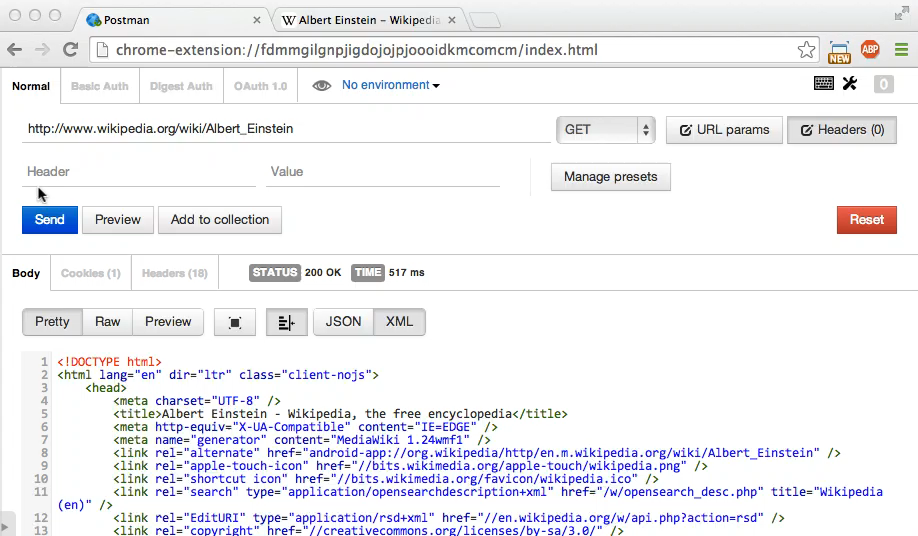 Postman
Albert Einstein – Wikipedia
chrome-extension://fdmmgilgnpjigdojojpjoooidkmcomcm/index.html
NEW
ABP
Normal Basic Auth Digest Auth OAuth 1.0 No environment 0
http://www.wikipedia.org/wiki/Albert_Einstein GET URL params Headers (0)
Header Value Manage presets
Send Preview Add to collection Reset
Body Cookies (1) Headers (18) STATUS 200 OK TIME 517 ms
Pretty Raw Preview JSON XML
1 <!DOCTYPE html>
2 <html lang="en" dir="ltr" class="client-nojs">
3 <head>
4 <meta charset="UTF-8" />
5 <title>Albert Einstein - Wikipedia, the free encyclopedia</title>
6 <meta http-equiv="X-UA-Compatible" content="IE=EDGE" />
7 <meta name="generator" content="MediaWiki 1.24wmf1" />
8 <link rel="alternate" href="android-app://org.wikipedia/http/en.m.wikipedia.org/wiki/Albert_Einstein" />
9 <link rel="apple-touch-icon" href="//bits.wikimedia.org/apple-touch/wikipedia.png" />
10 <link rel="shortcut icon" href="//bits.wikimedia.org/favicon/wikipedia.ico" />
11 <link rel="search" type="application/opensearchdescription+xml" href="/w/opensearch_desc.php" title="Wikipedia
(en)" />
12 <link rel="EditURI" type="application/rsd+xml" href="//en.wikipedia.org/w/api.php?action=rsd" />
13 <link rel="copyright" href="//creativecommons.org/licenses/by-sa/3.0/" />